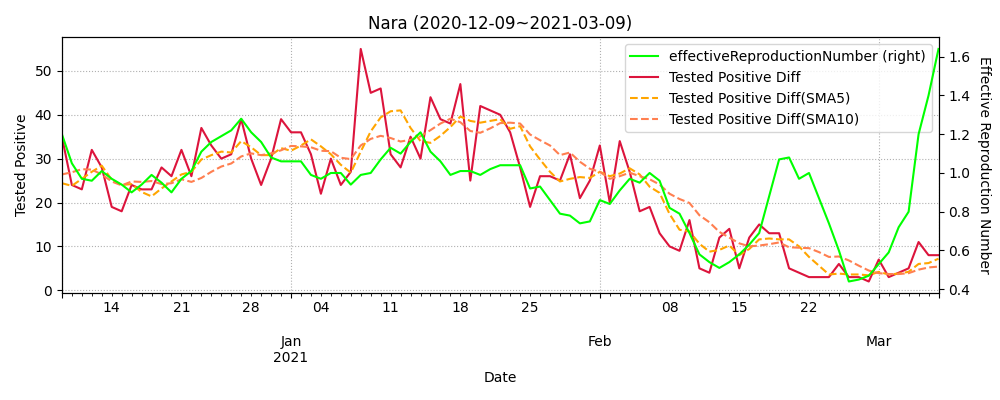 Nara (2020-12-09~2021-03-09)
effectiveReproductionNumber (right)
Tested Positive Diff
Tested Positive Diff(SMA5)
Tested Positive Diff(SMA10)
Tested Positive
50
40
30
20
10
0
1.6
1.4
1.2
1.0
0.8
0.6
0.4
Effective Reproduction Number
14 21 28 04 11 18 25 08 15 22
Jan Feb Mar
2021
Date